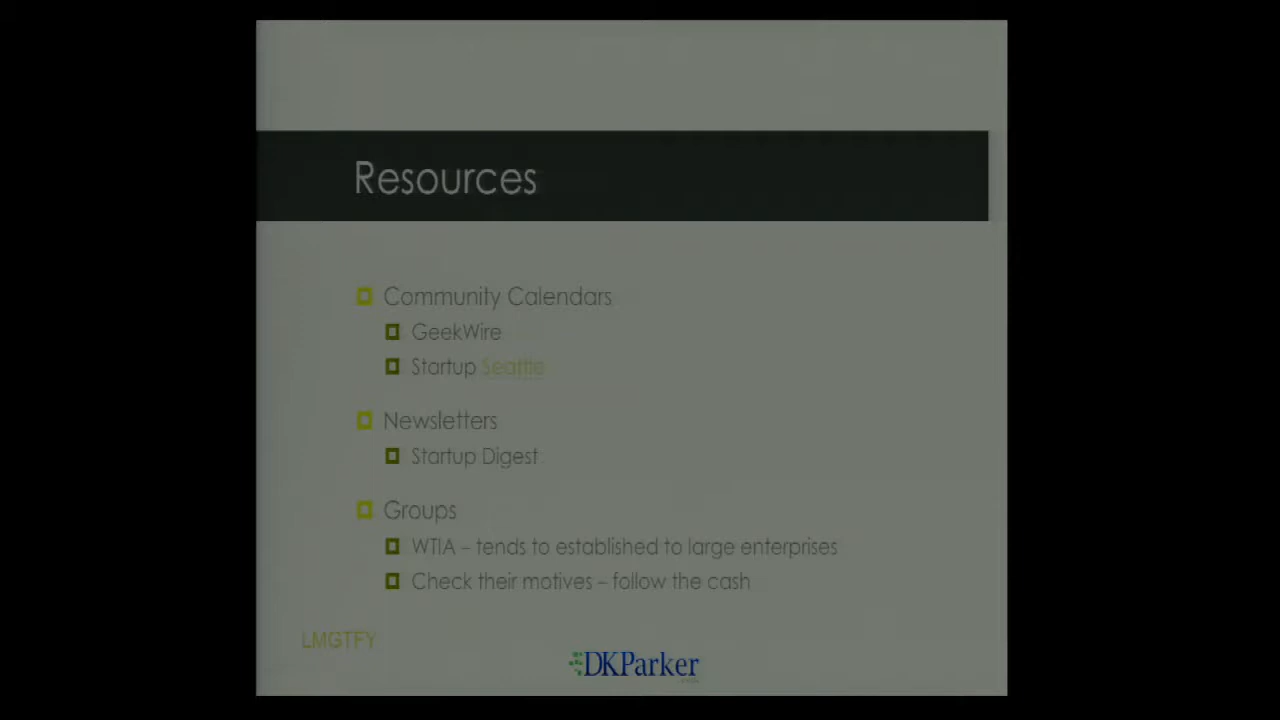 Resources
Community Calendars
GeekWire
Startup Seattle
Newsletters
Startup Digest
Groups
WTIA – tends to established to large enterprises
Check their motives – follow the cash
LMGTFY
DKParker